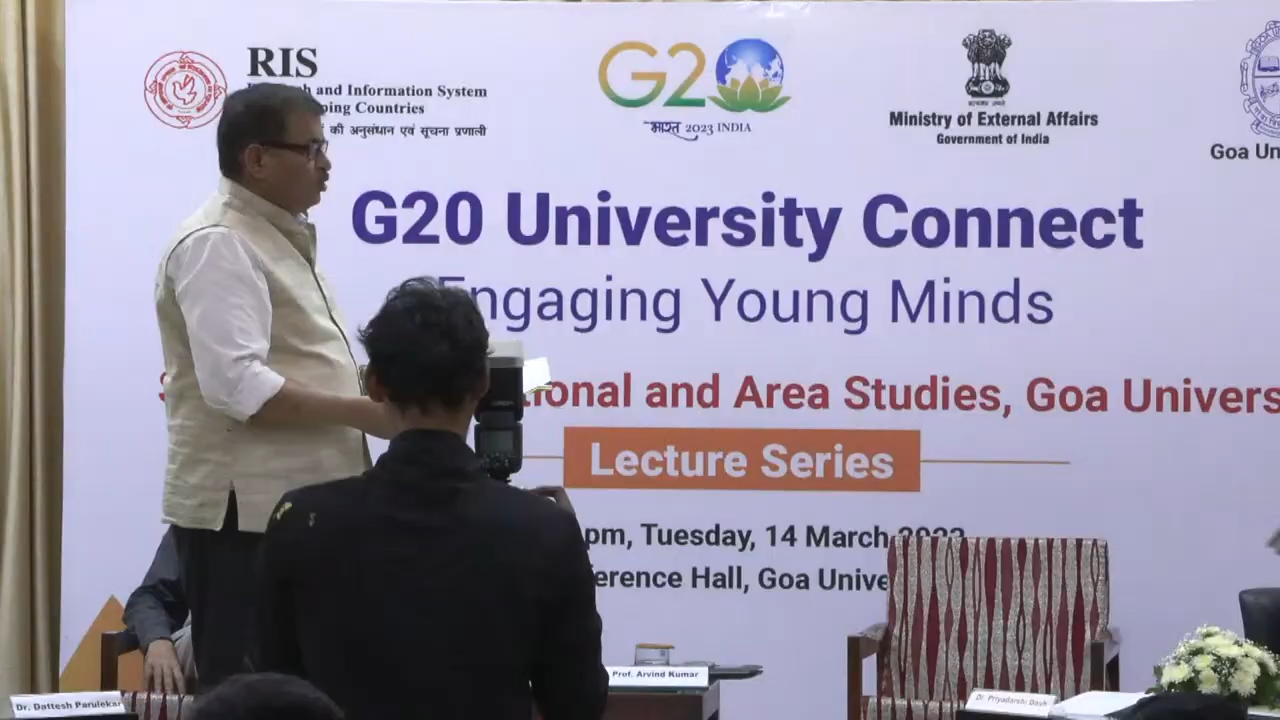 RIS
and Information System
ping Countries
की अनुसंधान एवं सूचना प्रणाली
G20
भारत 2023 INDIA
Ministry of External Affairs
Government of India
Goa Un
G20 University Connect
Engaging Young Minds
tional and Area Studies, Goa Univers
Lecture Series
pm, Tuesday, 14 March 2023
ference Hall, Goa Unive
Prof. Arvind Kumar
Dr. Dattesh Parulekar
Dr. Priyadarshi Dash